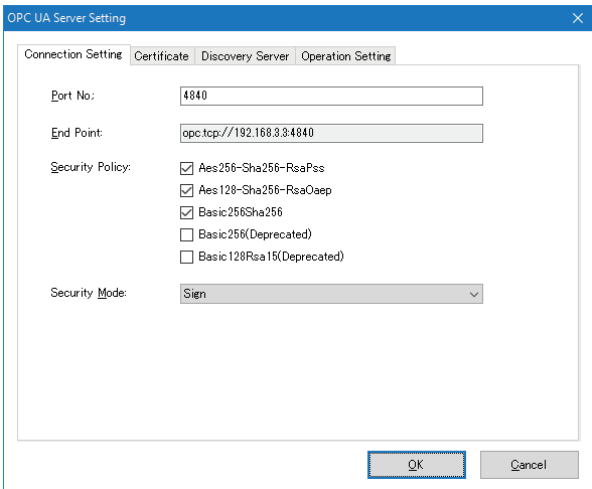 OPC UA Server Setting
Connection Setting Certificate Discovery Server Operation Setting
Port No.: 4840
End Point: opc.tcp://192.168.3.3:4840
Security Policy: Aes256-Sha256-RsaPss
Aes128-Sha256-RsaOaep
Basic256Sha256
Basic256(Deprecated)
Basic128Rsa15(Deprecated)
Security Mode: Sign
OK Cancel